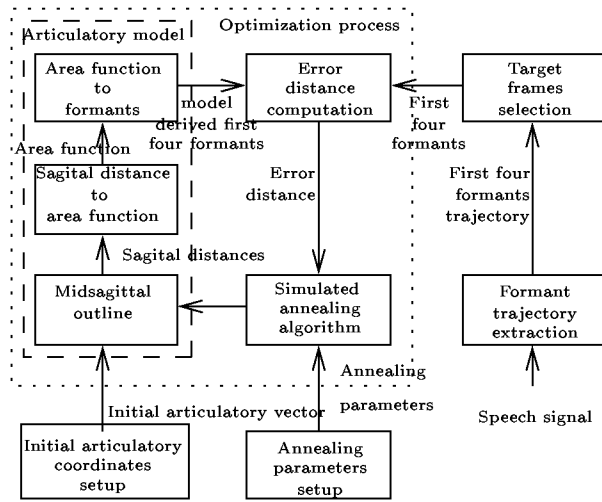 Optimization process
Articulatory model
Area function
to
formants
Error
distance
computation
Target
frames
selection
model
derived first
four formants
First
four
formants
Area function
Sagital distance
to
area function
Error
distance
First four
formants
trajectory
Sagital distances
Midsagittal
outline
Simulated
annealing
algorithm
Formant
trajectory
extraction
Annealing
parameters
Initial articulatory vector
Speech signal
Initial articulatory
coordinates
setup
Annealing
parameters
setup